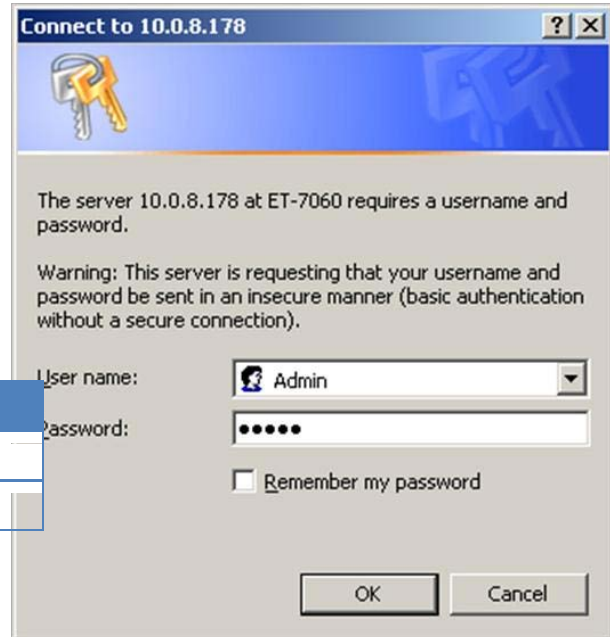 Connect to 10.0.8.178
The server 10.0.8.178 at ET-7060 requires a username and
password.
Warning: This server is requesting that your username and
password be sent in an insecure manner (basic authentication
without a secure connection).
User name:
Admin
Password:
•••••
Remember my password
OK
Cancel